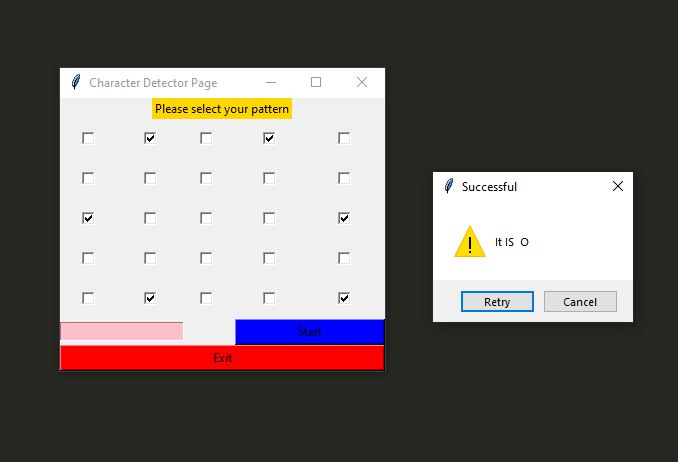 Character Detector Page
Please select your pattern
Start
Exit
Successful
It IS  O
Retry
Cancel